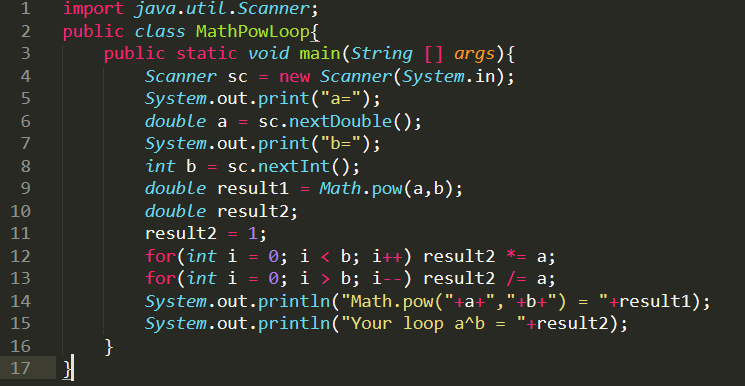 1 import java.util.Scanner;
2 public class MathPowLoop{
3 public static void main(String [] args){
4 Scanner sc = new Scanner(System.in);
5 System.out.print("a=");
6 double a = sc.nextDouble();
7 System.out.print("b=");
8 int b = sc.nextInt();
9 double result1 = Math.pow(a,b);
10 double result2;
11 result2 = 1;
12 for(int i = 0; i < b; i++) result2 *= a;
13 for(int i = 0; i > b; i--) result2 /= a;
14 System.out.println("Math.pow("+a+","+b+") = "+result1);
15 System.out.println("Your loop a^b = "+result2);
16 }
17 }